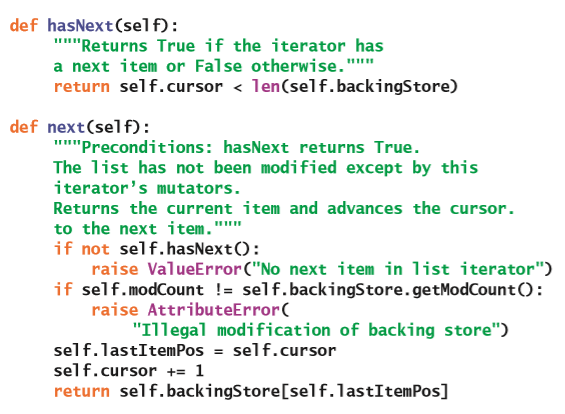 def hasNext(self):
    """Returns True if the iterator has
    a next item or False otherwise."""
    return self.cursor < len(self.backingStore)

def next(self):
    """Preconditions: hasNext returns True.
    The list has not been modified except by this
    iterator’s mutators.
    Returns the current item and advances the cursor.
    to the next item."""
    if not self.hasNext():
        raise ValueError("No next item in list iterator")
    if self.modCount != self.backingStore.getModCount():
        raise AttributeError(
            "Illegal modification of backing store")
    self.lastItemPos = self.cursor
    self.cursor += 1
    return self.backingStore[self.lastItemPos]